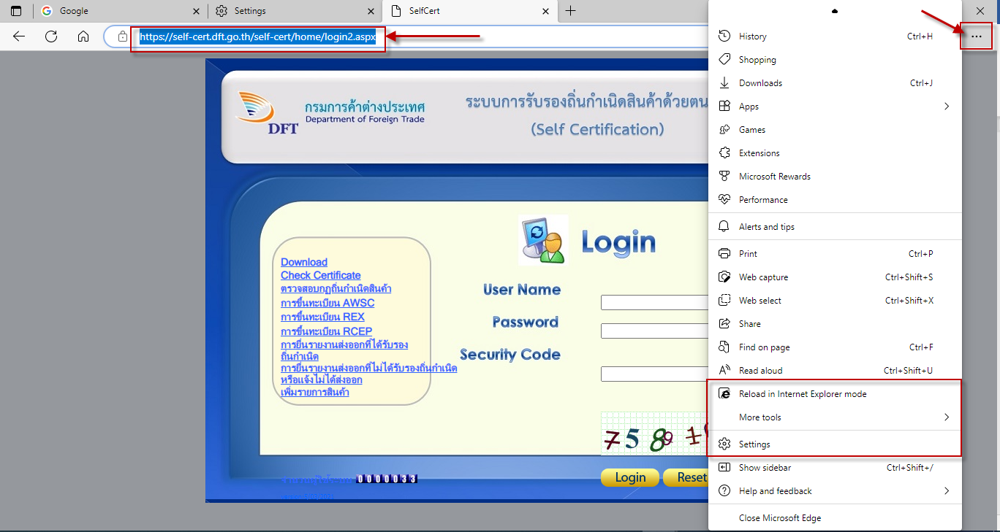 Google
Settings
SelfCert
https://self-cert.dft.go.th/self-cert/home/login2.aspx
DFT
กรมการค้าต่างประเทศ
Department of Foreign Trade
ระบบการรับรองถิ่นกำเนิดสินค้าด้วยตน
(Self Certification)
Download
Check Certificate
ตรวจสอบกฎถิ่นกำเนิดสินค้า
การขึ้นทะเบียน AWSC
การขึ้นทะเบียน REX
การขึ้นทะเบียน RCEP
การยื่นรายงานส่งออกที่ได้รับรอง
ถิ่นกำเนิด
การยื่นรายงานส่งออกที่ไม่ได้รับรองถิ่นกำเนิด
หรือแจ้งไม่ได้ส่งออก
เพิ่มรายการสินค้า
Login
User Name
Password
Security Code
7 5 8 9 1
Login
Reset
0000033
History Ctrl+H
Shopping
Downloads Ctrl+J
Apps
Games
Extensions
Microsoft Rewards
Performance
Alerts and tips
Print Ctrl+P
Web capture Ctrl+Shift+S
Web select Ctrl+Shift+X
Share
Find on page Ctrl+F
Read aloud Ctrl+Shift+U
Reload in Internet Explorer mode
More tools
Settings
Show sidebar Ctrl+Shift+/
Help and feedback
Close Microsoft Edge